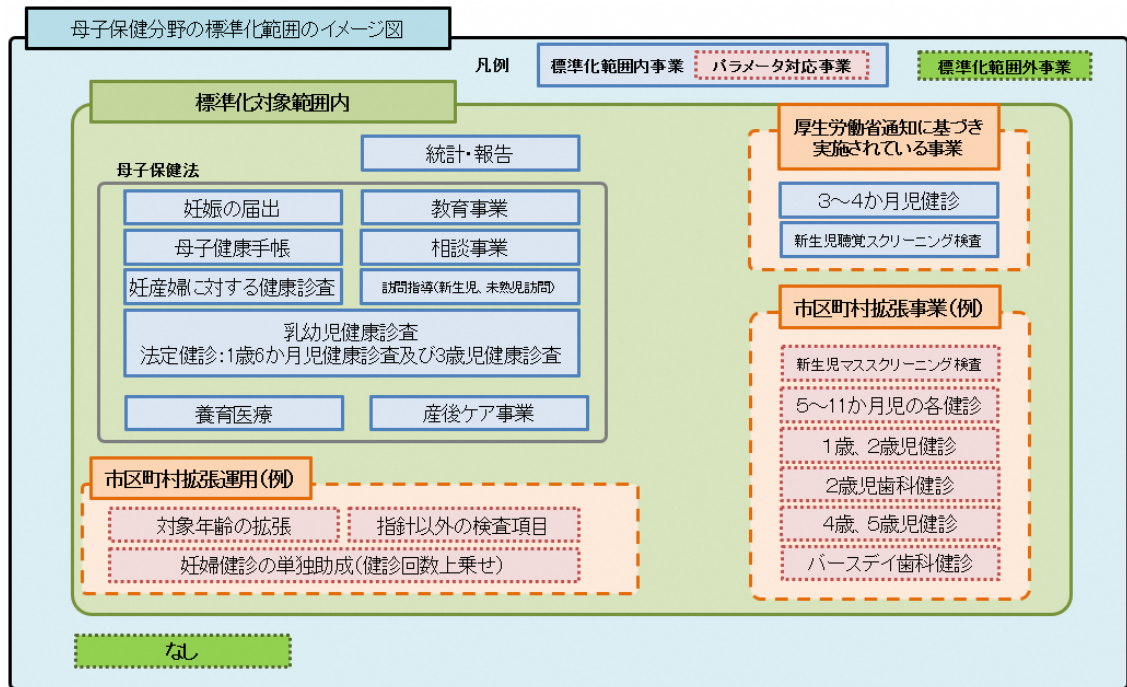 母子保健分野の標準化範囲のイメージ図
凡例
標準化範囲内事業
パラメータ対応事業
標準化範囲外事業
標準化対象範囲内
統計・報告
母子保健法
妊娠の届出
教育事業
母子健康手帳
相談事業
妊産婦に対する健康診査
訪問指導(新生児、未熟児訪問)
乳幼児健康診査
法定健診:1歳6か月児健康診査及び3歳児健康診査
養育医療
産後ケア事業
市区町村拡張運用(例)
対象年齢の拡張
指針以外の検査項目
妊婦健診の単独助成(健診回数上乗せ)
厚生労働省通知に基づき
実施されている事業
3~4か月児健診
新生児聴覚スクリーニング検査
市区町村拡張事業(例)
新生児マススクリーニング検査
5~11か月児の各健診
1歳、2歳児健診
2歳児歯科健診
4歳、5歳児健診
バースデイ歯科健診
なし